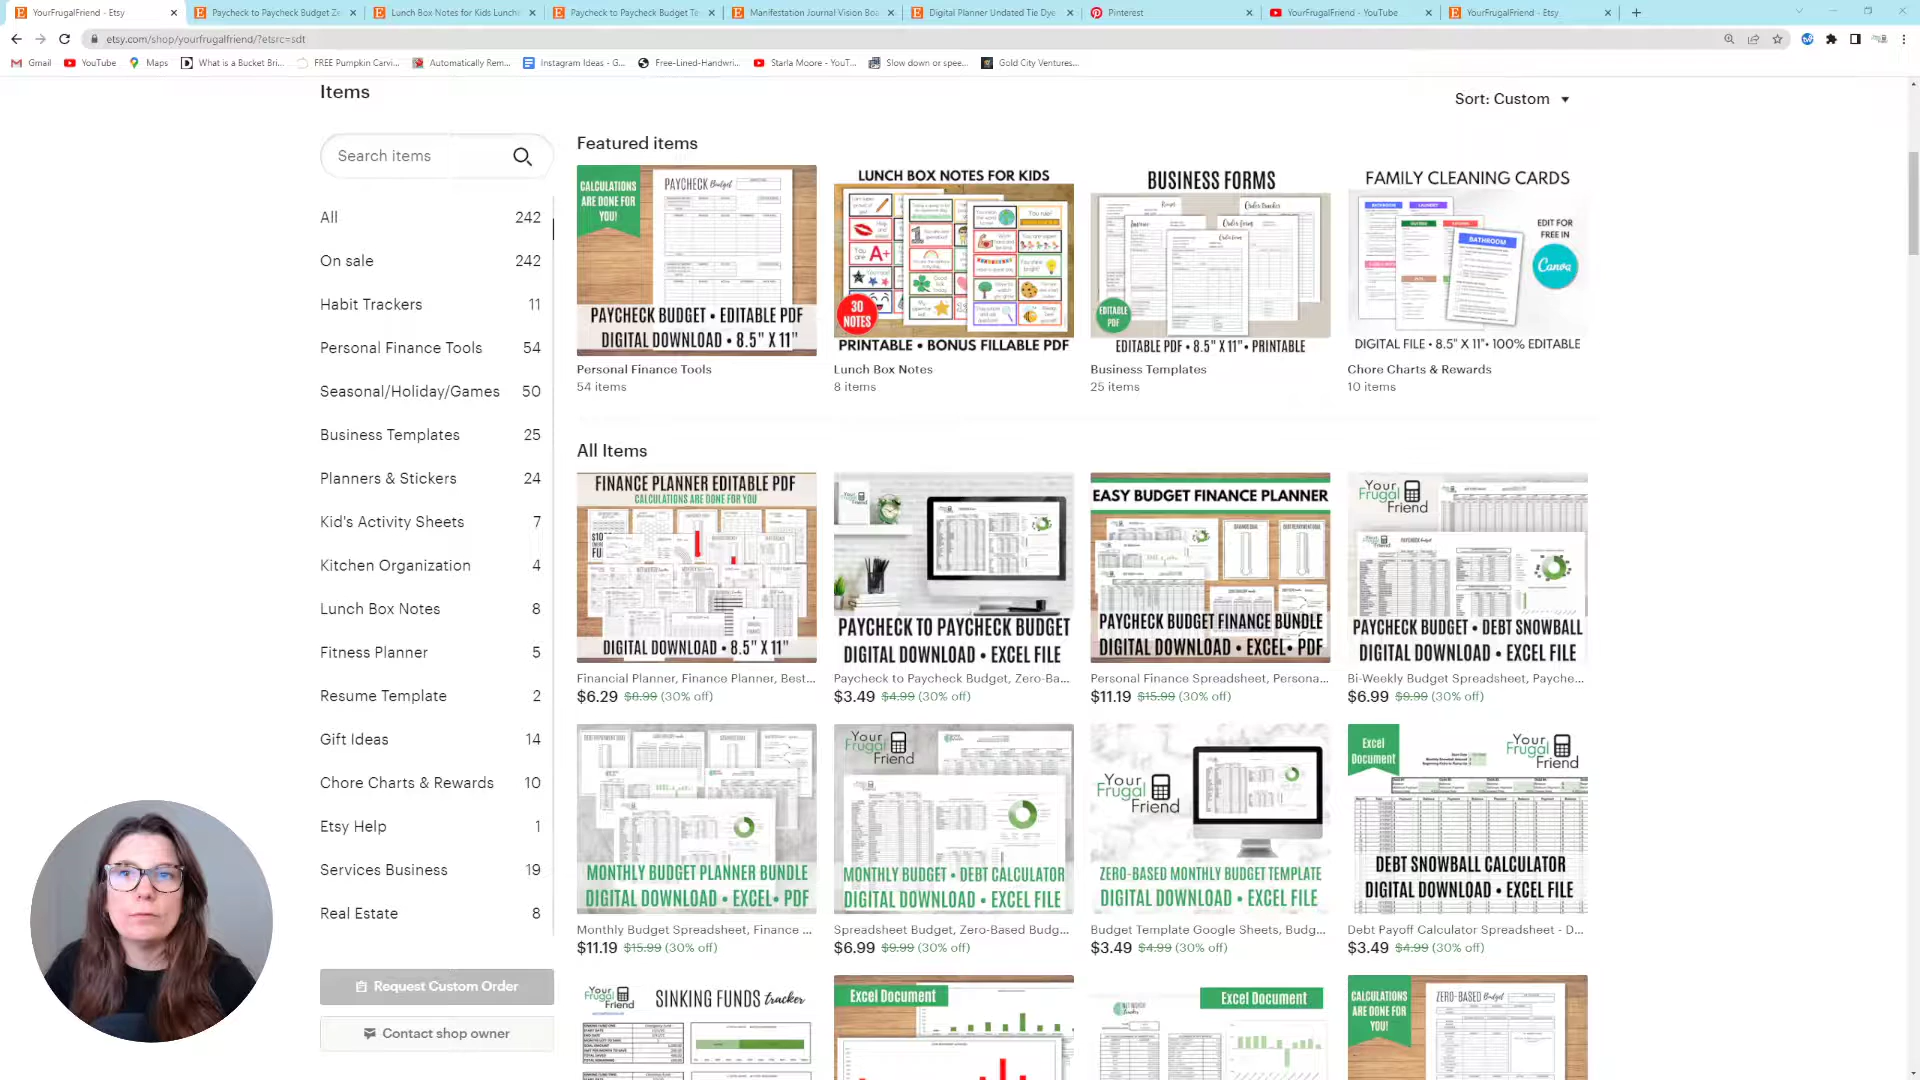 YourFrugalFriend - Etsy
Paycheck to Paycheck Budget Ze
Lunch Box Notes for Kids Lunch
Paycheck to Paycheck Budget Te
Manifestation Journal Vision Boa
Digital Planner Undated Tie Dye
Pinterest
YourFrugalFriend - YouTube
YourFrugalFriend - Etsy
etsy.com/shop/yourfrugalfriend/?etsrc=sdt
Gmail
YouTube
Maps
What is a Bucket Bri...
FREE Pumpkin Carvi...
Automatically Rem...
Instagram Ideas - G...
Free-Lined-Handwri...
Starla Moore - YouT...
Slow down or spee...
Gold City Ventures...
Items
Sort: Custom
Search items
All 242
On sale 242
Habit Trackers 11
Personal Finance Tools 54
Seasonal/Holiday/Games 50
Business Templates 25
Planners & Stickers 24
Kid's Activity Sheets 7
Kitchen Organization 4
Lunch Box Notes 8
Fitness Planner 5
Resume Template 2
Gift Ideas 14
Chore Charts & Rewards 10
Etsy Help 1
Services Business 19
Real Estate 8
Request Custom Order
Contact shop owner
Featured items
CALCULATIONS
ARE DONE FOR
YOU!
PAYCHECK Budget
PAYCHECK BUDGET • EDITABLE PDF
DIGITAL DOWNLOAD • 8.5" X 11"
Personal Finance Tools
54 items
LUNCH BOX NOTES FOR KIDS
30
NOTES
PRINTABLE • BONUS FILLABLE PDF
Lunch Box Notes
8 items
BUSINESS FORMS
EDITABLE
PDF
EDITABLE PDF • 8.5" X 11" • PRINTABLE
Business Templates
25 items
FAMILY CLEANING CARDS
BATHROOM
EDIT FOR
FREE IN
Canva
DIGITAL FILE • 8.5" X 11" • 100% EDITABLE
Chore Charts & Rewards
10 items
All Items
FINANCE PLANNER EDITABLE PDF
CALCULATIONS ARE DONE FOR YOU
DIGITAL DOWNLOAD • 8.5" X 11"
Financial Planner, Finance Planner, Best...
$6.29 $8.99 (30% off)
Your
Frugal
Friend
PAYCHECK TO PAYCHECK BUDGET
DIGITAL DOWNLOAD • EXCEL FILE
Paycheck to Paycheck Budget, Zero-Ba...
$3.49 $4.99 (30% off)
EASY BUDGET FINANCE PLANNER
PAYCHECK BUDGET FINANCE BUNDLE
DIGITAL DOWNLOAD • EXCEL • PDF
Personal Finance Spreadsheet, Persona...
$11.19 $15.99 (30% off)
Your
Frugal
Friend
PAYCHECK BUDGET • DEBT SNOWBALL
DIGITAL DOWNLOAD • EXCEL FILE
Bi-Weekly Budget Spreadsheet, Payche...
$6.99 $9.99 (30% off)
MONTHLY BUDGET PLANNER BUNDLE
DIGITAL DOWNLOAD • EXCEL • PDF
Monthly Budget Spreadsheet, Finance ...
$11.19 $15.99 (30% off)
Your
Frugal
Friend
MONTHLY BUDGET • DEBT CALCULATOR
DIGITAL DOWNLOAD • EXCEL FILE
Spreadsheet Budget, Zero-Based Budg...
$6.99 $9.99 (30% off)
Your
Frugal
Friend
ZERO-BASED MONTHLY BUDGET TEMPLATE
DIGITAL DOWNLOAD • EXCEL FILE
Budget Template Google Sheets, Budg...
$3.49 $4.99 (30% off)
Excel
Document
Your
Frugal
Friend
DEBT SNOWBALL CALCULATOR
DIGITAL DOWNLOAD • EXCEL FILE
Debt Payoff Calculator Spreadsheet - D...
$3.49 $4.99 (30% off)
Your
Frugal
Friend
SINKING FUNDS tracker
Excel Document
Excel Document
CALCULATIONS
ARE DONE FOR
YOU!
ZERO-BASED Budget